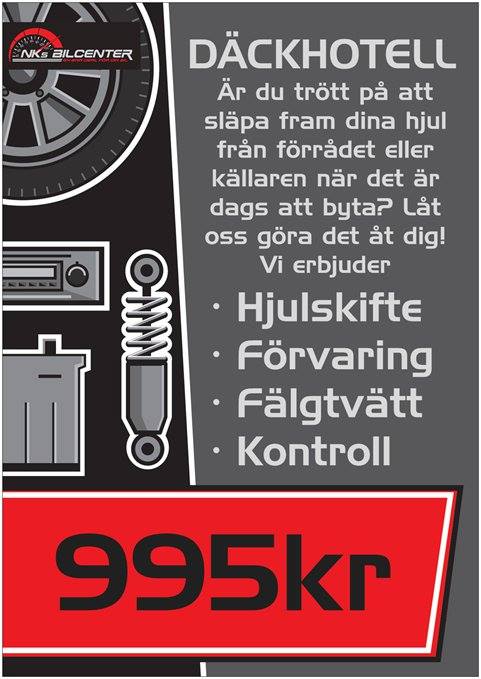 NKs BILCENTER
DÄCKHOTELL
Är du trött på att
släpa fram dina hjul
från förrådet eller
källaren när det är
dags att byta? Låt
oss göra det åt dig!
Vi erbjuder
· Hjulskifte
· Förvaring
· Fälgtvätt
· Kontroll
995kr